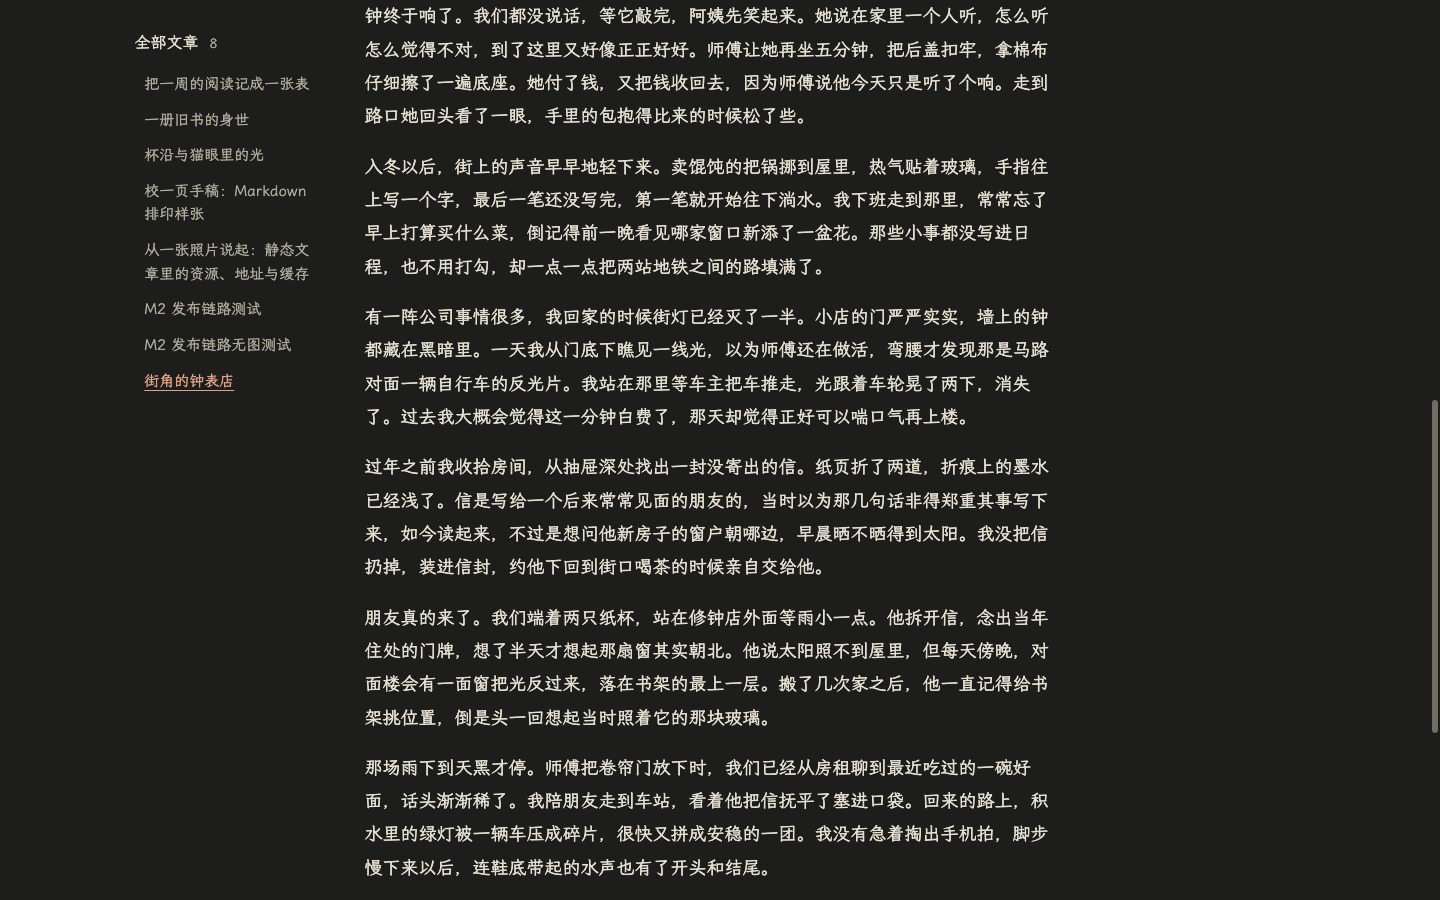 全部文章 8
把一周的阅读记成一张表
一册旧书的身世
杯沿与猫眼里的光
校一页手稿：Markdown
排印样张
从一张照片说起：静态文
章里的资源、地址与缓存
M2 发布链路测试
M2 发布链路无图测试
街角的钟表店
钟终于响了。我们都没说话，等它敲完，阿姨先笑起来。她说在家里一个人听，怎么听
怎么觉得不对，到了这里又好像正正好好。师傅让她再坐五分钟，把后盖扣牢，拿棉布
仔细擦了一遍底座。她付了钱，又把钱收回去，因为师傅说他今天只是听了个响。走到
路口她回头看了一眼，手里的包抱得比来的时候松了些。
入冬以后，街上的声音早早地轻下来。卖馄饨的把锅挪到屋里，热气贴着玻璃，手指往
上写一个字，最后一笔还没写完，第一笔就开始往下淌水。我下班走到那里，常常忘了
早上打算买什么菜，倒记得前一晚看见哪家窗口新添了一盆花。那些小事都没写进日
程，也不用打勾，却一点一点把两站地铁之间的路填满了。
有一阵公司事情很多，我回家的时候街灯已经灭了一半。小店的门严严实实，墙上的钟
都藏在黑暗里。一天我从门底下瞧见一线光，以为师傅还在做活，弯腰才发现那是马路
对面一辆自行车的反光片。我站在那里等车主把车推走，光跟着车轮晃了两下，消失
了。过去我大概会觉得这一分钟白费了，那天却觉得正好可以喘口气再上楼。
过年之前我收拾房间，从抽屉深处找出一封没寄出的信。纸页折了两道，折痕上的墨水
已经浅了。信是写给一个后来常常见面的朋友的，当时以为那几句话非得郑重其事写下
来，如今读起来，不过是想问他新房子的窗户朝哪边，早晨晒不晒得到太阳。我没把信
扔掉，装进信封，约他下回到街口喝茶的时候亲自交给他。
朋友真的来了。我们端着两只纸杯，站在修钟店外面等雨小一点。他拆开信，念出当年
住处的门牌，想了半天才想起那扇窗其实朝北。他说太阳照不到屋里，但每天傍晚，对
面楼会有一面窗把光反过来，落在书架的最上一层。搬了几次家之后，他一直记得给书
架挑位置，倒是头一回想起当时照着它的那块玻璃。
那场雨下到天黑才停。师傅把卷帘门放下时，我们已经从房租聊到最近吃过的一碗好
面，话头渐渐稀了。我陪朋友走到车站，看着他把信抚平了塞进口袋。回来的路上，积
水里的绿灯被一辆车压成碎片，很快又拼成安稳的一团。我没有急着掏出手机拍，脚步
慢下来以后，连鞋底带起的水声也有了开头和结尾。